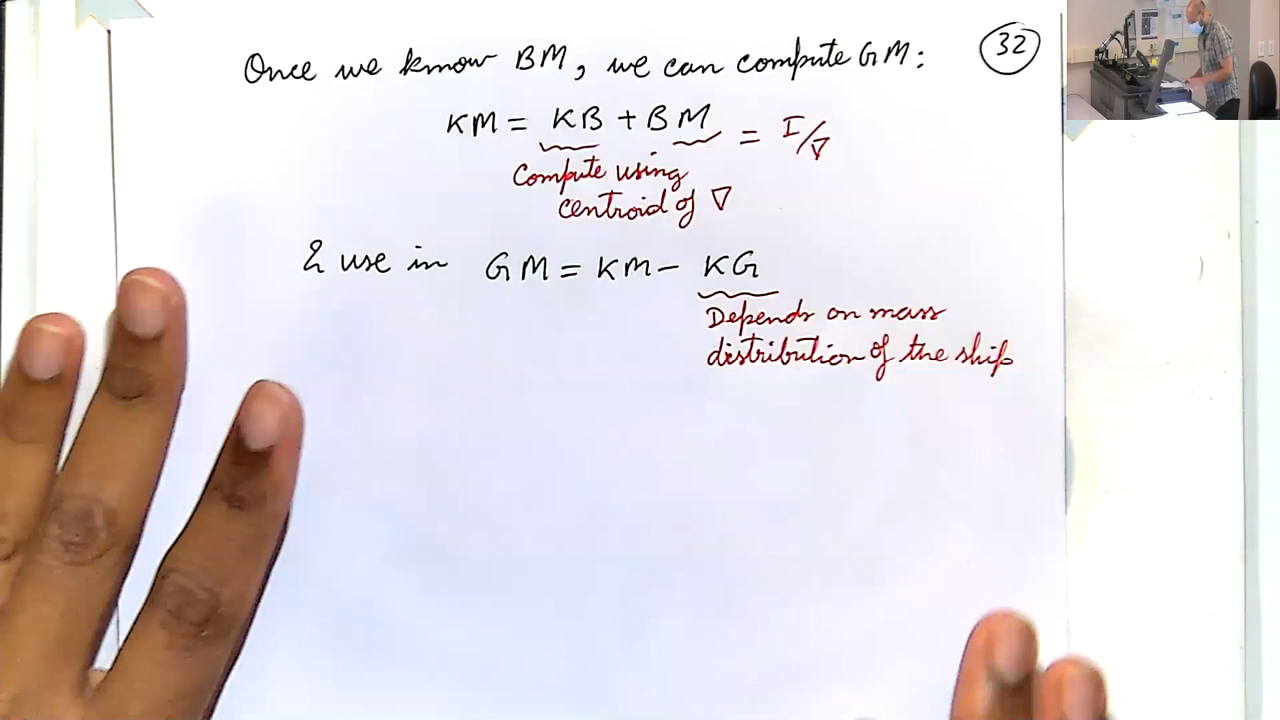 Once we know BM, we can compute GM:
32
KM = KB + BM = I/∇
Compute using
centroid of ∇
& use in GM = KM - KG
Depends on mass
distribution of the ship